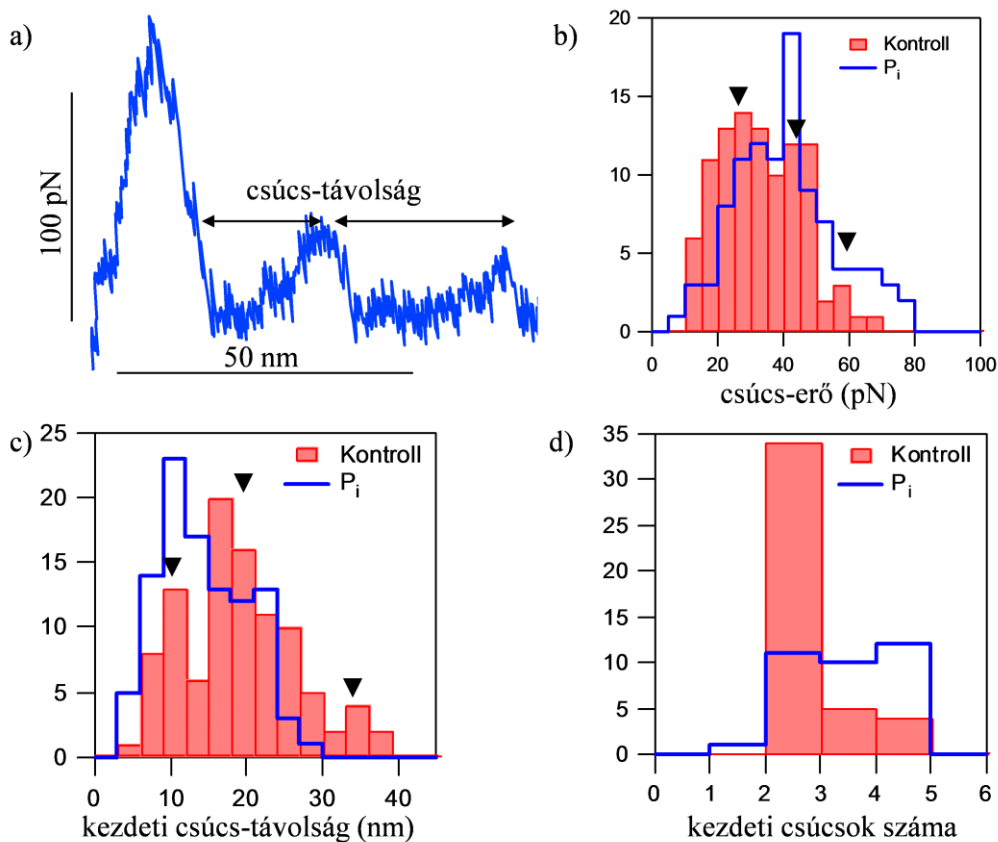 a)
100 pN
csúcs-távolság
50 nm
b)
20
15
10
5
0
Kontroll
Pi
0 20 40 60 80 100
csúcs-erő (pN)
c)
25
20
15
10
5
0
Kontroll
Pi
0 10 20 30 40
kezdeti csúcs-távolság (nm)
d)
35
30
25
20
15
10
5
0
Kontroll
Pi
0 1 2 3 4 5 6
kezdeti csúcsok száma